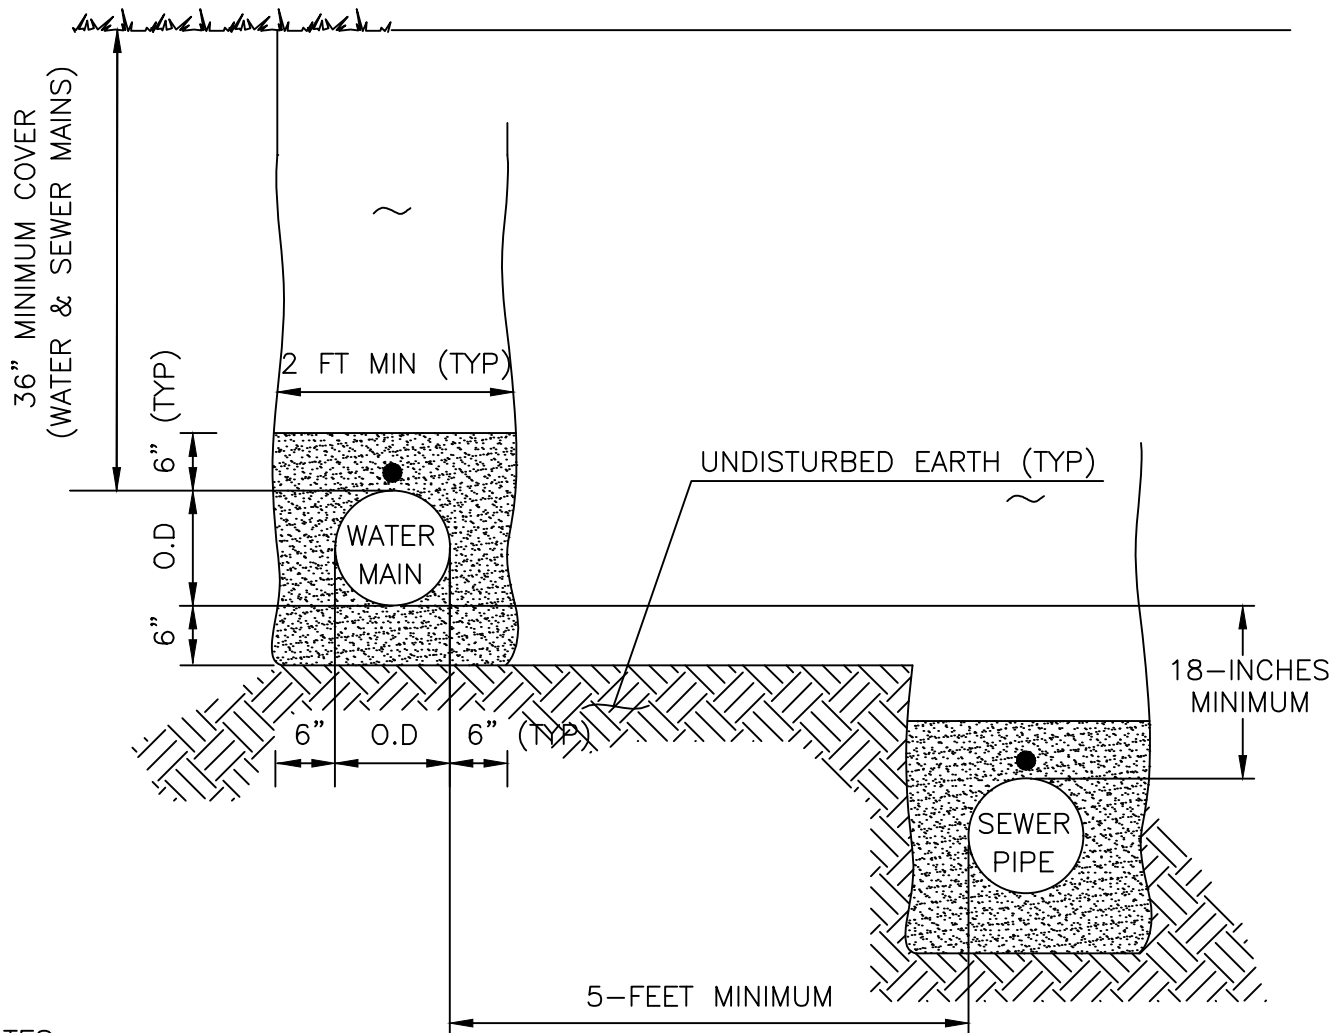 36" MINIMUM COVER
(WATER & SEWER MAINS)
2 FT MIN (TYP)
6" (TYP)
O.D
6"
WATER
MAIN
UNDISTURBED EARTH (TYP)
18-INCHES
MINIMUM
6" O.D 6" (TYP)
SEWER
PIPE
5-FEET MINIMUM